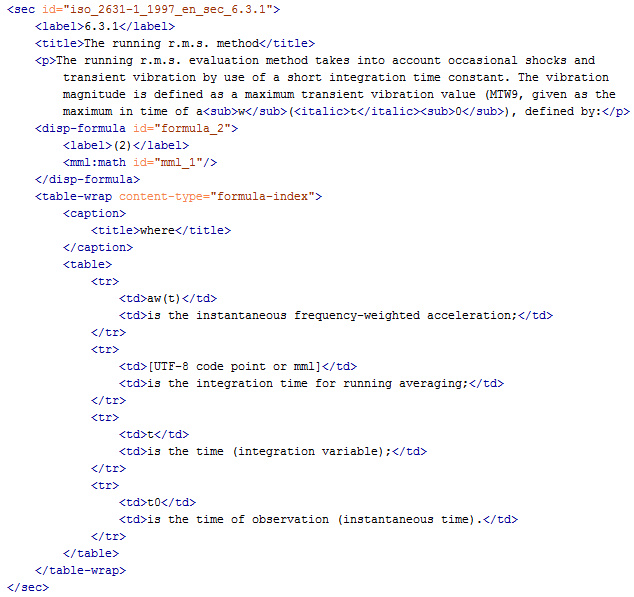 <sec id="iso_2631-1_1997_en_sec_6.3.1">
<label>6.3.1</label>
<title>The running r.m.s. method</title>
<p>The running r.m.s. evaluation method takes into account occasional shocks and
transient vibration by use of a short integration time constant. The vibration
magnitude is defined as a maximum transient vibration value (MTW9, given as the
maximum in time of a<sub>w</sub>(<italic>t</italic><sub>0</sub>), defined by:</p>
<disp-formula id="formula_2">
<label>(2)</label>
<mml:math id="mml_1"/>
</disp-formula>
<table-wrap content-type="formula-index">
<caption>
<title>where</title>
</caption>
<table>
<tr>
<td>aw(t)</td>
<td>is the instantaneous frequency-weighted acceleration;</td>
</tr>
<tr>
<td>[UTF-8 code point or mml]</td>
<td>is the integration time for running averaging;</td>
</tr>
<tr>
<td>t</td>
<td>is the time (integration variable);</td>
</tr>
<tr>
<td>t0</td>
<td>is the time of observation (instantaneous time).</td>
</tr>
</table>
</table-wrap>
</sec>